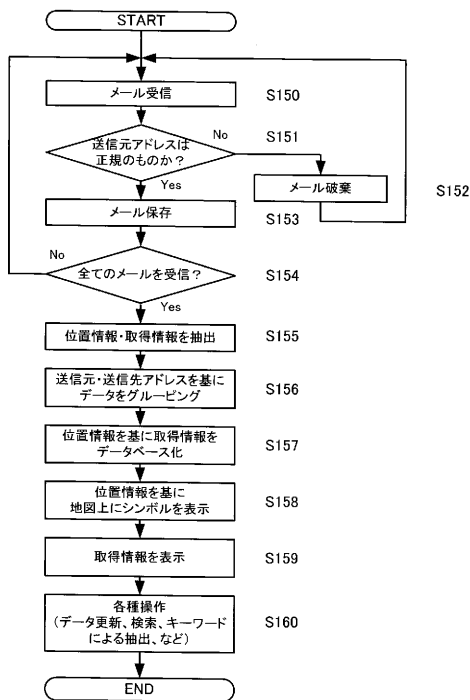 START
メール受信
S150
送信元アドレスは
正規のものか？
No
S151
メール破棄
S152
Yes
メール保存
S153
No
全てのメールを受信？
S154
Yes
位置情報・取得情報を抽出
S155
送信元・送信先アドレスを基に
データをグルーピング
S156
位置情報を基に取得情報を
データベース化
S157
位置情報を基に
地図上にシンボルを表示
S158
取得情報を表示
S159
各種操作
（データ更新、検索、キーワード
による抽出、など）
S160
END